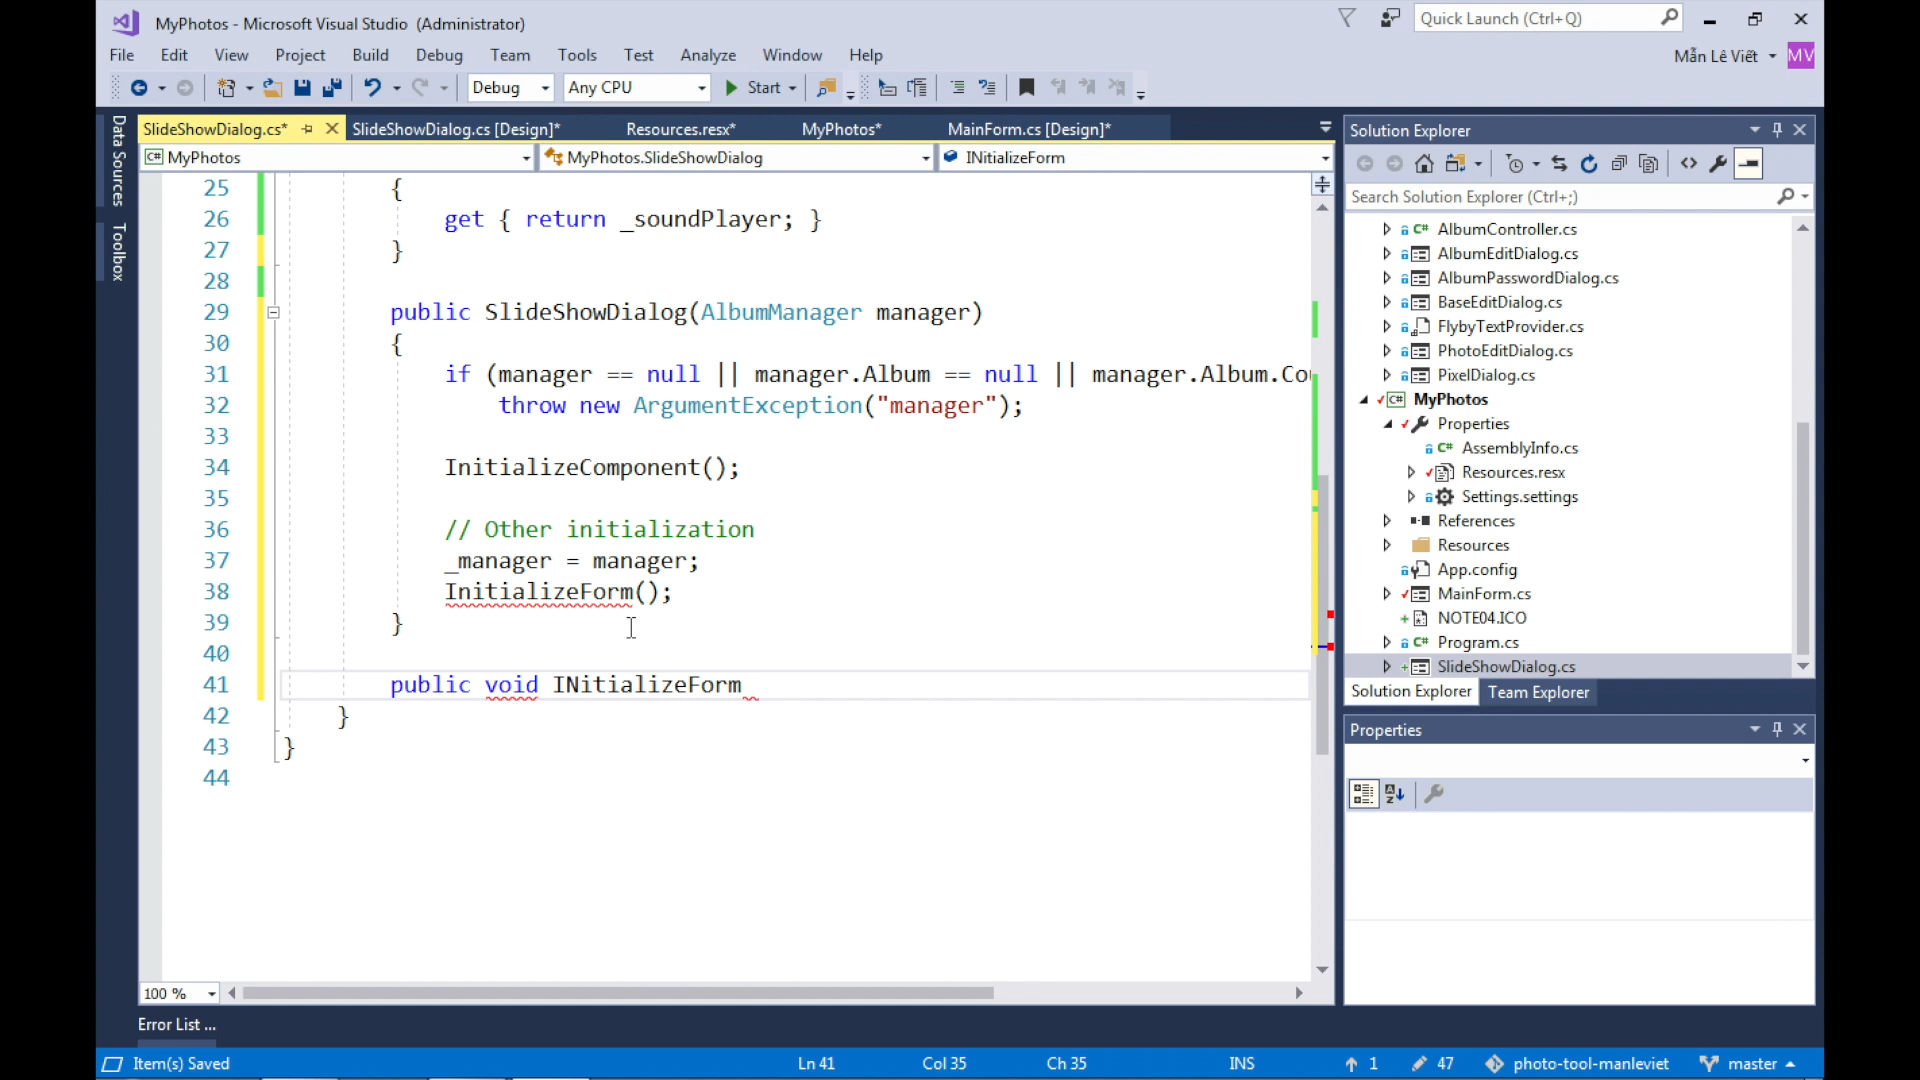 MyPhotos - Microsoft Visual Studio (Administrator)
Quick Launch (Ctrl+Q)
File Edit View Project Build Debug Team Tools Test Analyze Window Help
Mẫn Lê Viết MV
Debug Any CPU Start
SlideShowDialog.cs* SlideShowDialog.cs [Design]* Resources.resx* MyPhotos* MainForm.cs [Design]*
MyPhotos MyPhotos.SlideShowDialog INitializeForm
Data Sources
Toolbox
25 {
26 get { return _soundPlayer; }
27 }
28
29 public SlideShowDialog(AlbumManager manager)
30 {
31 if (manager == null || manager.Album == null || manager.Album.Co
32 throw new ArgumentException("manager");
33
34 InitializeComponent();
35
36 // Other initialization
37 _manager = manager;
38 InitializeForm();
39 }
40
41 public void INitializeForm
42 }
43 }
44
100 %
Error List ...
Solution Explorer
Search Solution Explorer (Ctrl+;)
C# AlbumController.cs
AlbumEditDialog.cs
AlbumPasswordDialog.cs
BaseEditDialog.cs
FlybyTextProvider.cs
PhotoEditDialog.cs
PixelDialog.cs
C# MyPhotos
Properties
C# AssemblyInfo.cs
Resources.resx
Settings.settings
References
Resources
App.config
MainForm.cs
NOTE04.ICO
C# Program.cs
SlideShowDialog.cs
Solution Explorer Team Explorer
Properties
Item(s) Saved Ln 41 Col 35 Ch 35 INS 1 47 photo-tool-manleviet master